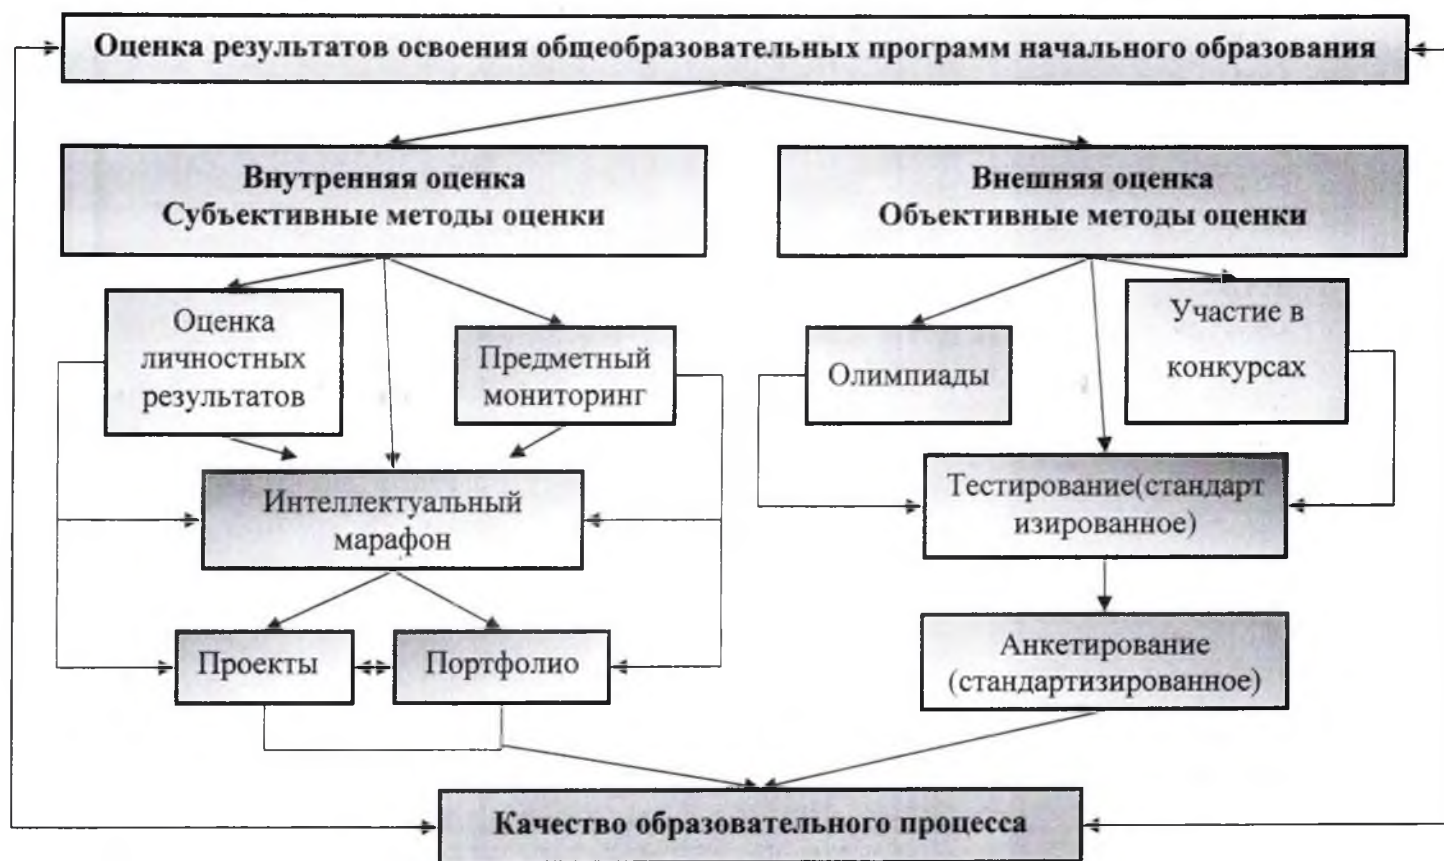 Оценка результатов освоения общеобразовательных программ начального образования
Внутренняя оценка
Субъективные методы оценки
Внешняя оценка
Объективные методы оценки
Оценка
личностных
результатов
Предметный
мониторинг
Олимпиады
Участие в
конкурсах
Интеллектуальный
марафон
Тестирование(стандарт
изированное)
Проекты
Портфолио
Анкетирование
(стандартизированное)
Качество образовательного процесса